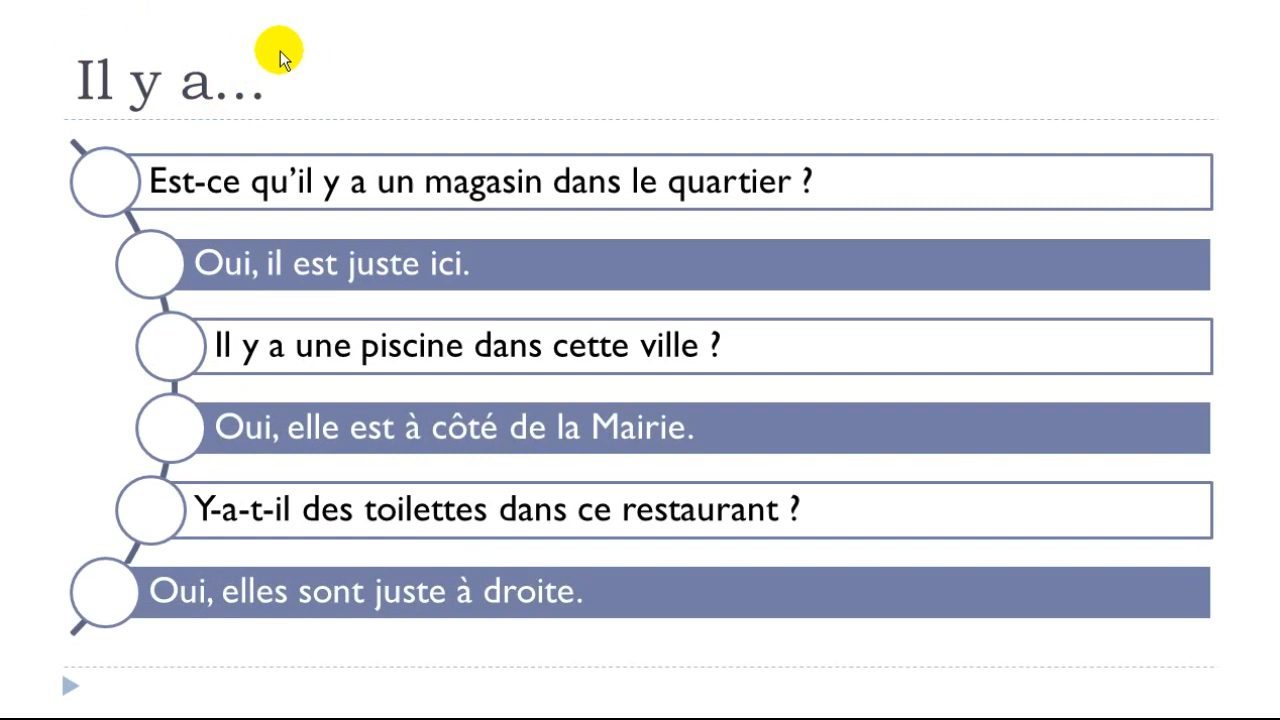 Il y a...
Est-ce qu’il y a un magasin dans le quartier ?
Oui, il est juste ici.
Il y a une piscine dans cette ville ?
Oui, elle est à côté de la Mairie.
Y-a-t-il des toilettes dans ce restaurant ?
Oui, elles sont juste à droite.